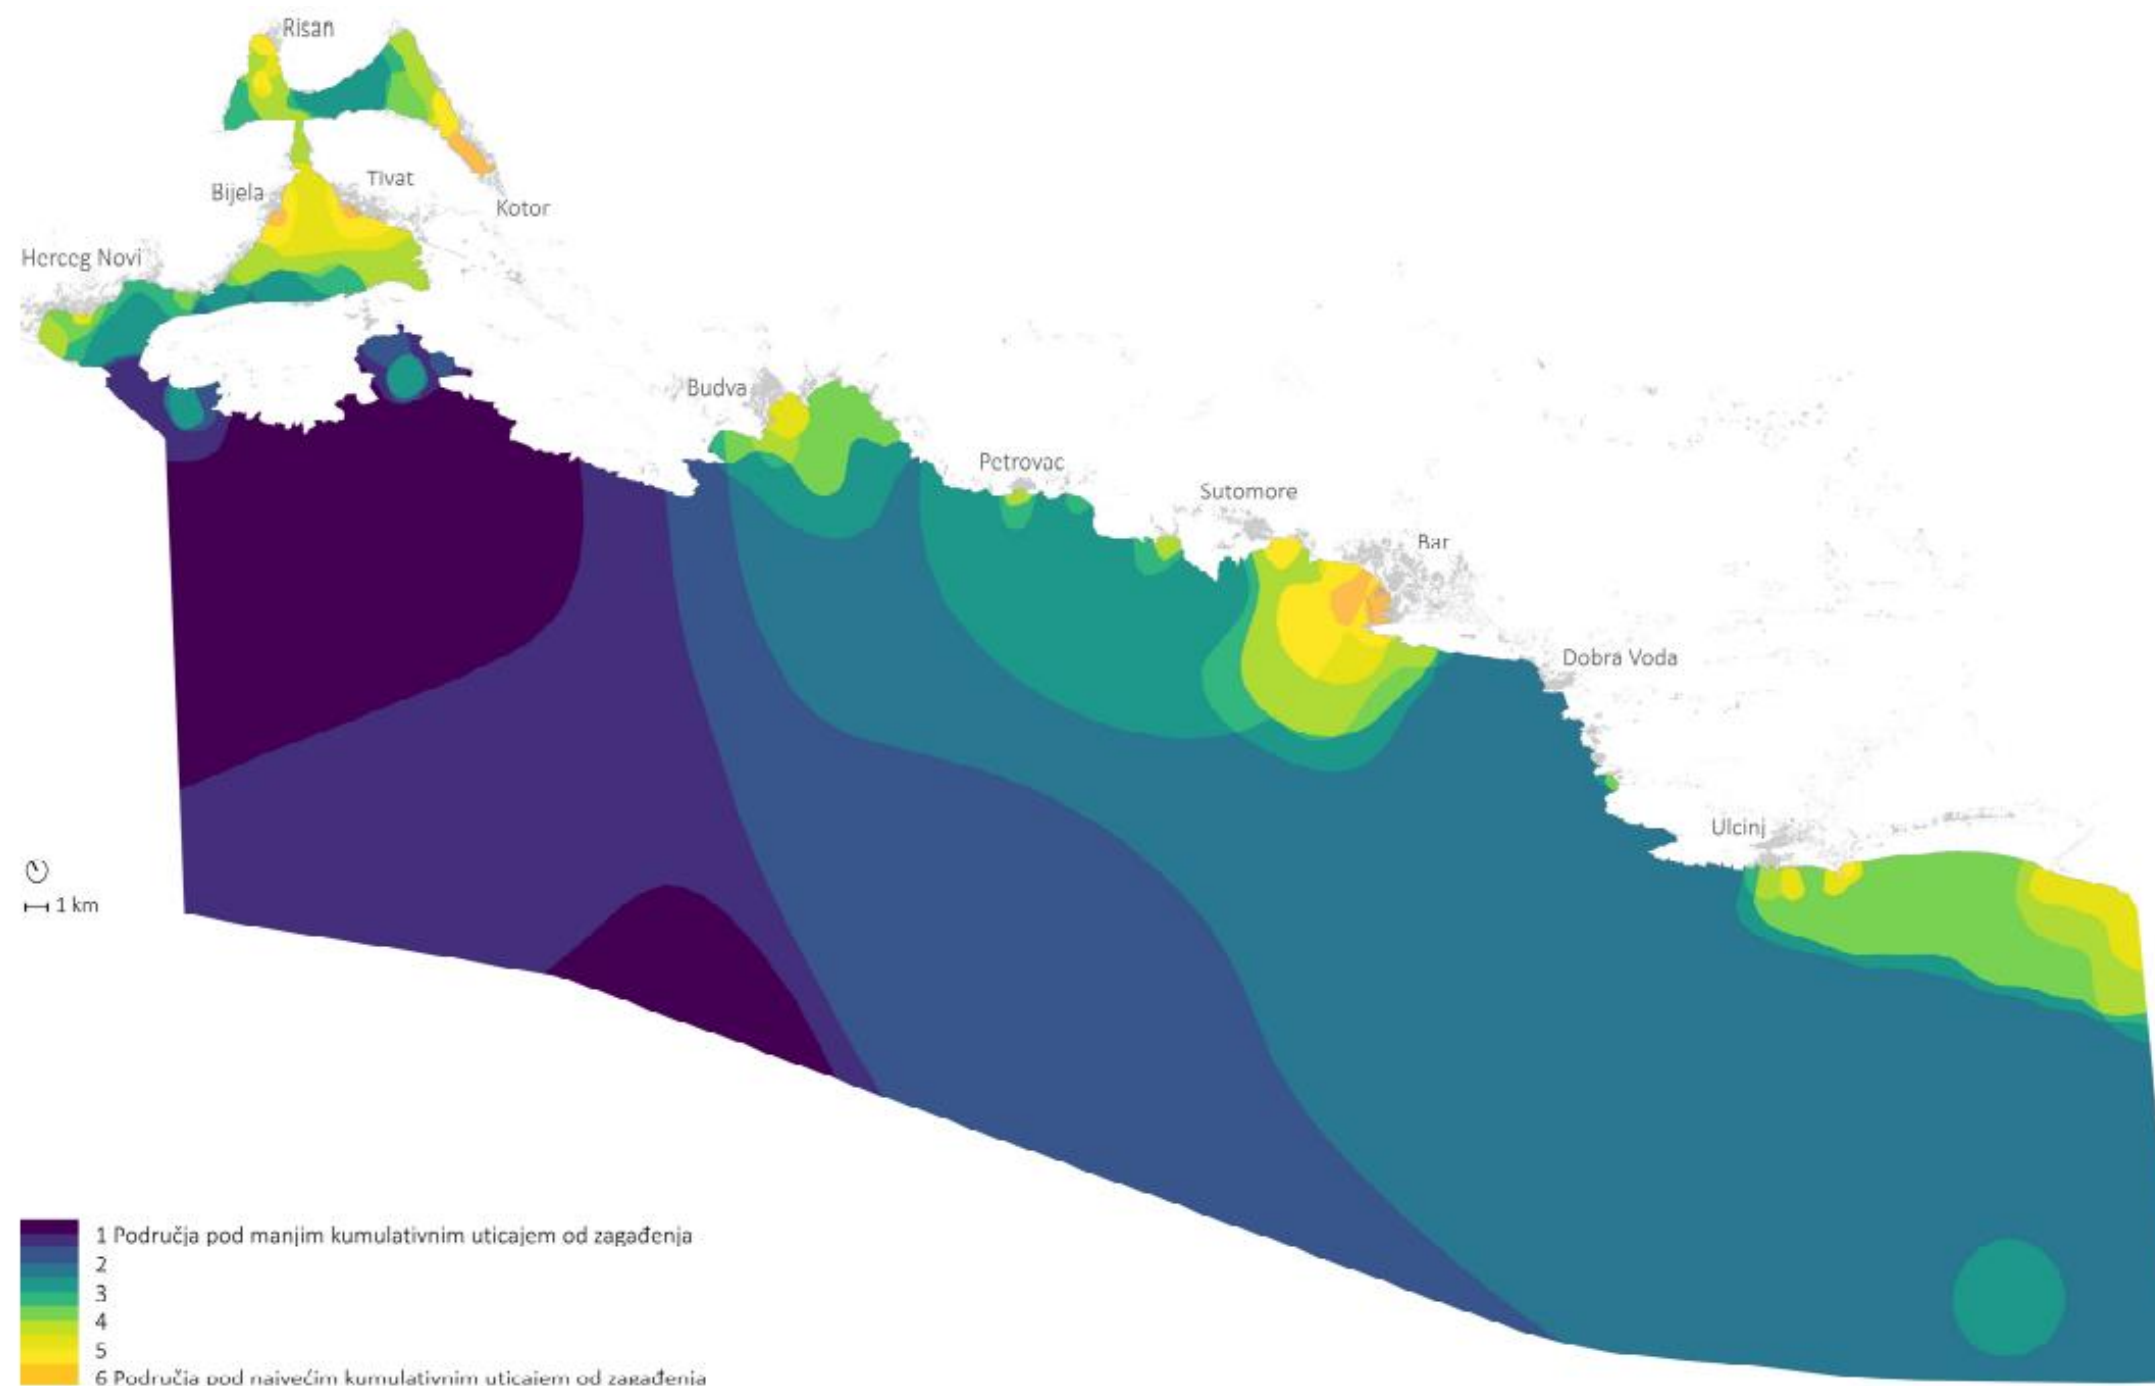 Risan
Tivat
Bijela
Kotor
Herceg Novi
Budva
Petrovac
Sutomore
Bar
Dobra Voda
Ulcinj
1 km
1 Područja pod manjim kumulativnim uticajem od zagađenja
2
3
4
5
6 Područja pod najvećim kumulativnim uticajem od zagađenja